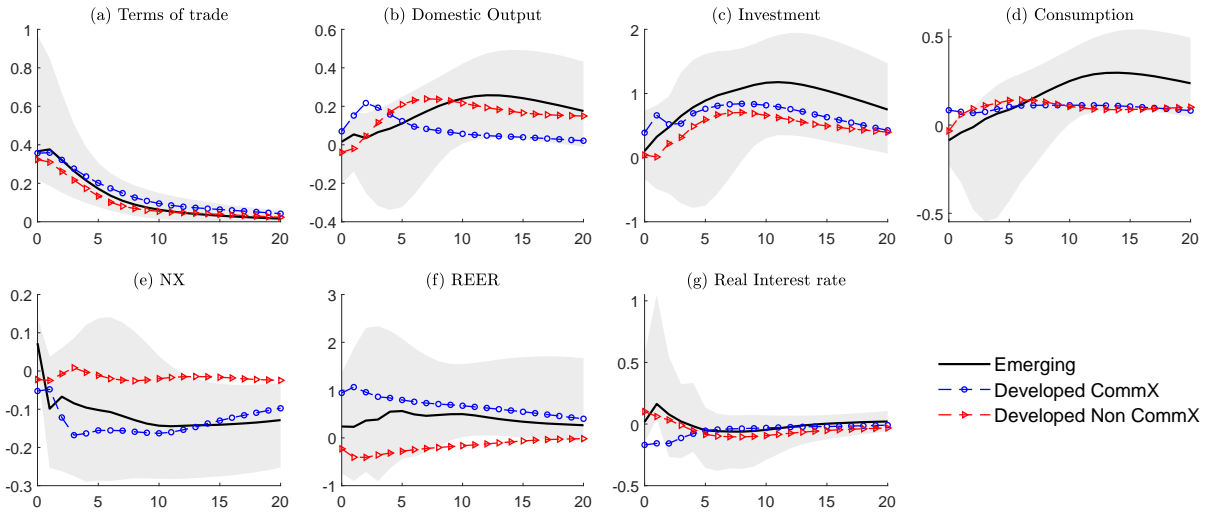 (a) Terms of trade
1
0.8
0.6
0.4
0.2
0
0 5 10 15 20
(b) Domestic Output
0.6
0.4
0.2
0
-0.2
-0.4
0 5 10 15 20
(c) Investment
2
1
0
-1
0 5 10 15 20
(d) Consumption
0.5
0
-0.5
0 5 10 15 20
(e) NX
0.2
0.1
0
-0.1
-0.2
-0.3
0 5 10 15 20
(f) REER
3
2
1
0
-1
0 5 10 15 20
(g) Real Interest rate
1
0.5
0
-0.5
0 5 10 15 20
Emerging
Developed CommX
Developed Non CommX